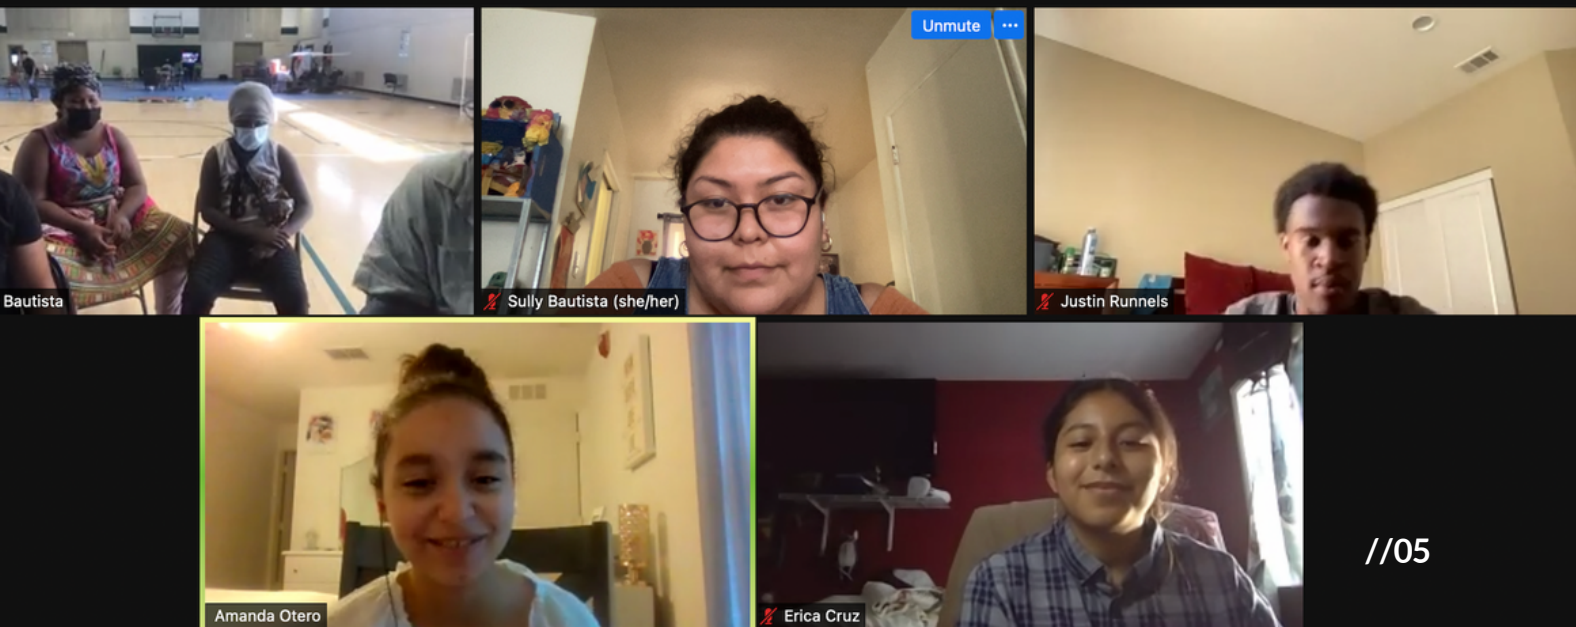 Unmute
Bautista
Sully Bautista (she/her)
Justin Runnels
Amanda Otero
Erica Cruz
//05